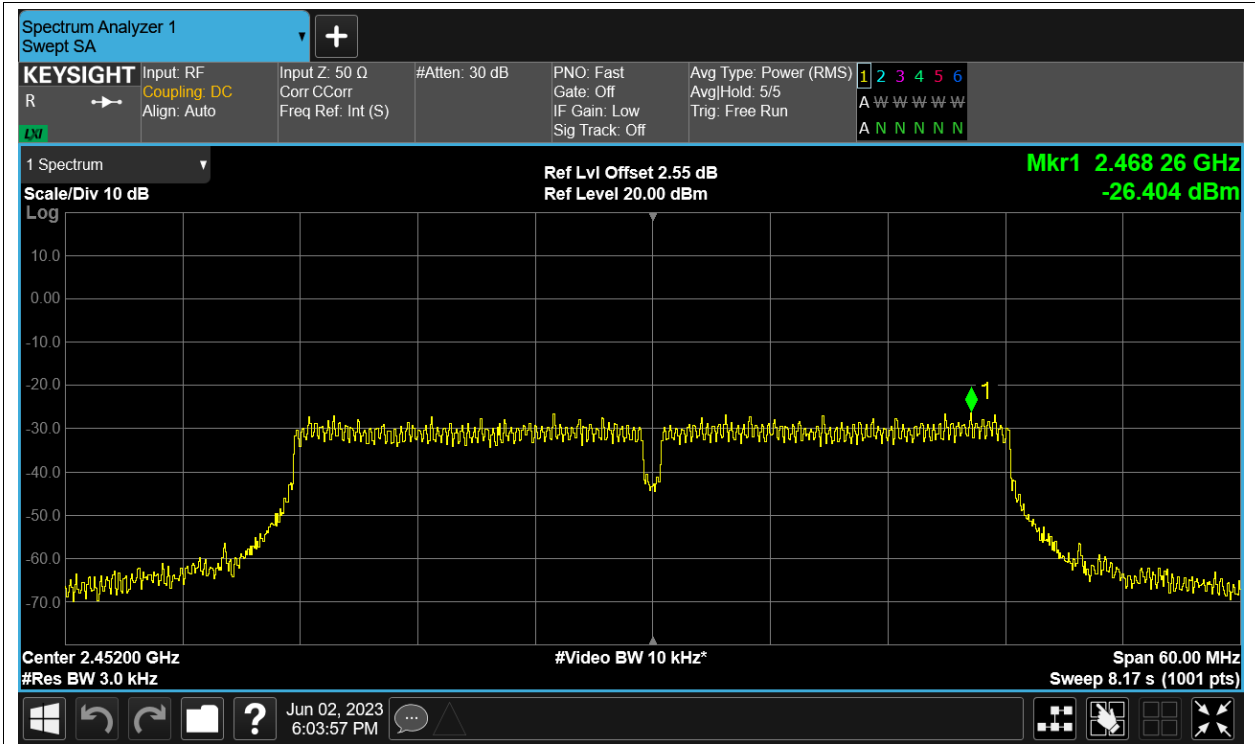 Spectrum Analyzer 1
Swept SA
KEYSIGHT
R
LXI
Input: RF
Coupling: DC
Align: Auto
Input Z: 50 Ω
Corr CCorr
Freq Ref: Int (S)
#Atten: 30 dB
PNO: Fast
Gate: Off
IF Gain: Low
Sig Track: Off
Avg Type: Power (RMS)
Avg|Hold: 5/5
Trig: Free Run
1 2 3 4 5 6
A W W W W W
A N N N N N
1 Spectrum
Scale/Div 10 dB
Log
Ref Lvl Offset 2.55 dB
Ref Level 20.00 dBm
Mkr1 2.468 26 GHz
-26.404 dBm
10.0
0.00
-10.0
-20.0
-30.0
-40.0
-50.0
-60.0
-70.0
1
Center 2.45200 GHz
#Res BW 3.0 kHz
#Video BW 10 kHz*
Span 60.00 MHz
Sweep 8.17 s (1001 pts)
?
Jun 02, 2023
6:03:57 PM